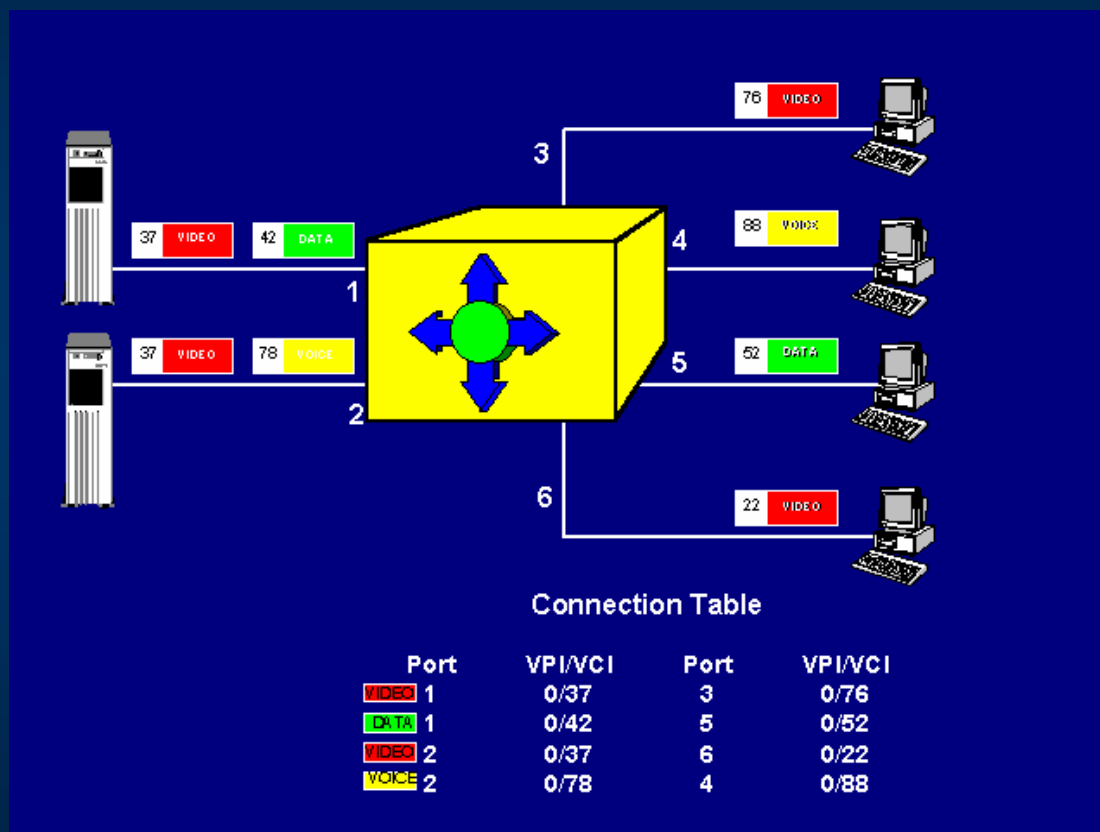 76 VIDEO
3
37 VIDEO 42 DATA
88 VOICE
4
1
37 VIDEO 78 VOICE
52 DATA
5
2
6
22 VIDEO
Connection Table
Port VPI/VCI Port VPI/VCI
VIDEO 1 0/37 3 0/76
DATA 1 0/42 5 0/52
VIDEO 2 0/37 6 0/22
VOICE 2 0/78 4 0/88